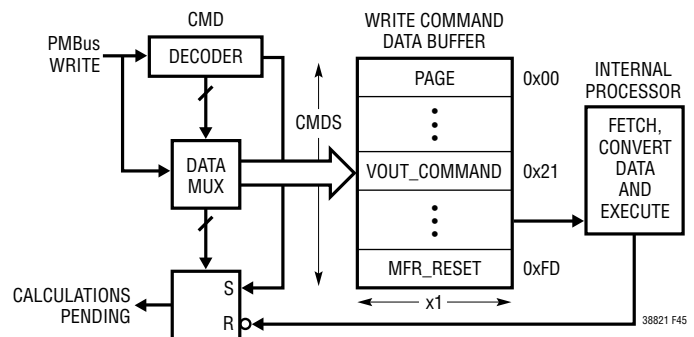 CMD
PMBus
WRITE
DECODER
DATA
MUX
S
R
CALCULATIONS
PENDING
CMDS
WRITE COMMAND
DATA BUFFER
PAGE
0x00
VOUT_COMMAND
0x21
MFR_RESET
0xFD
x1
INTERNAL
PROCESSOR
FETCH,
CONVERT
DATA
AND
EXECUTE
38821 F45